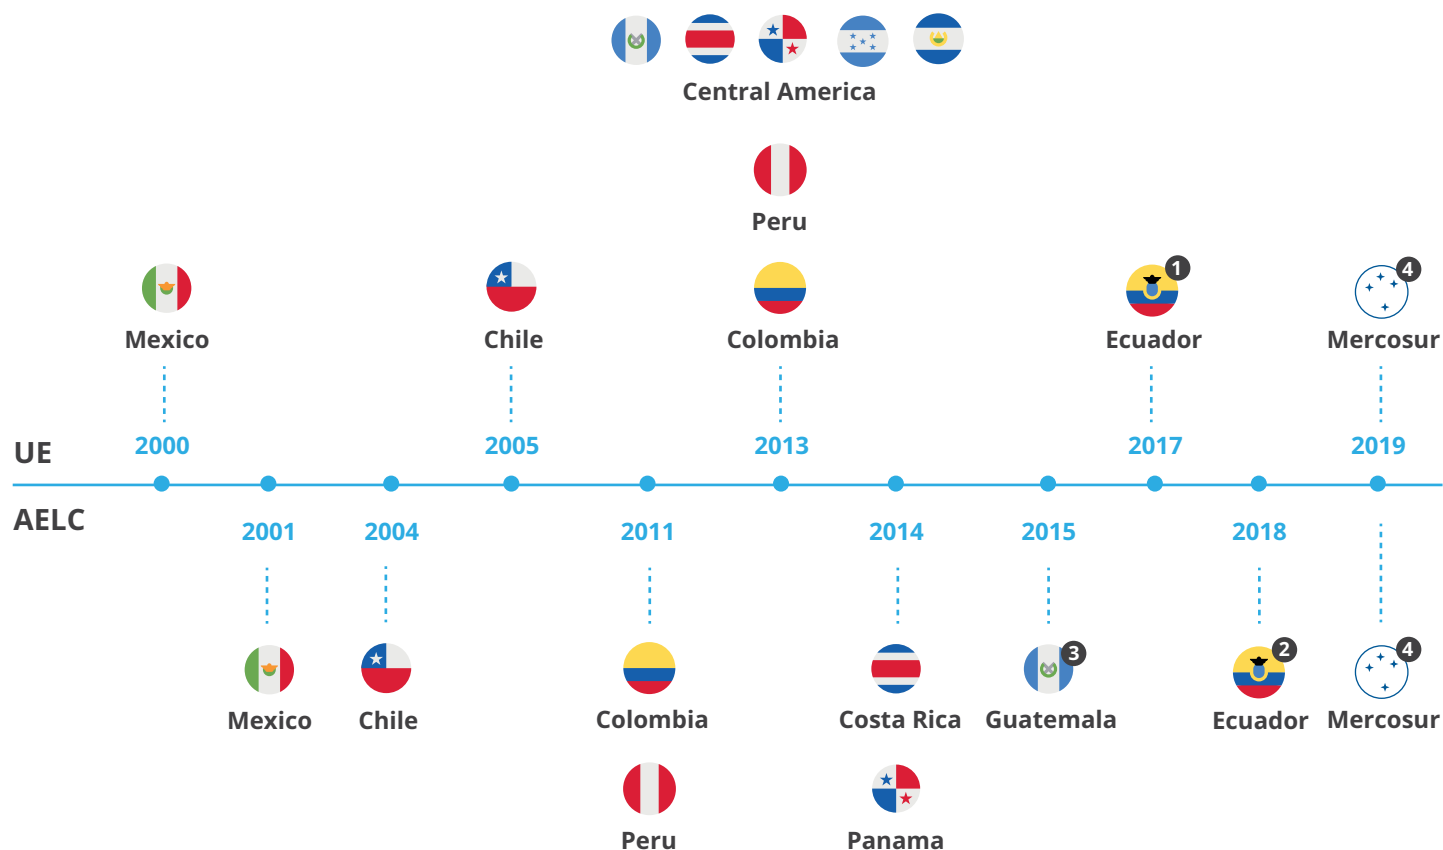 Central America
Peru
1
4
Mexico
Chile
Colombia
Ecuador
Mercosur
UE
2000
2005
2013
2017
2019
AELC
2001
2004
2011
2014
2015
2018
3
2
4
Mexico
Chile
Colombia
Costa Rica
Guatemala
Ecuador
Mercosur
Peru
Panama